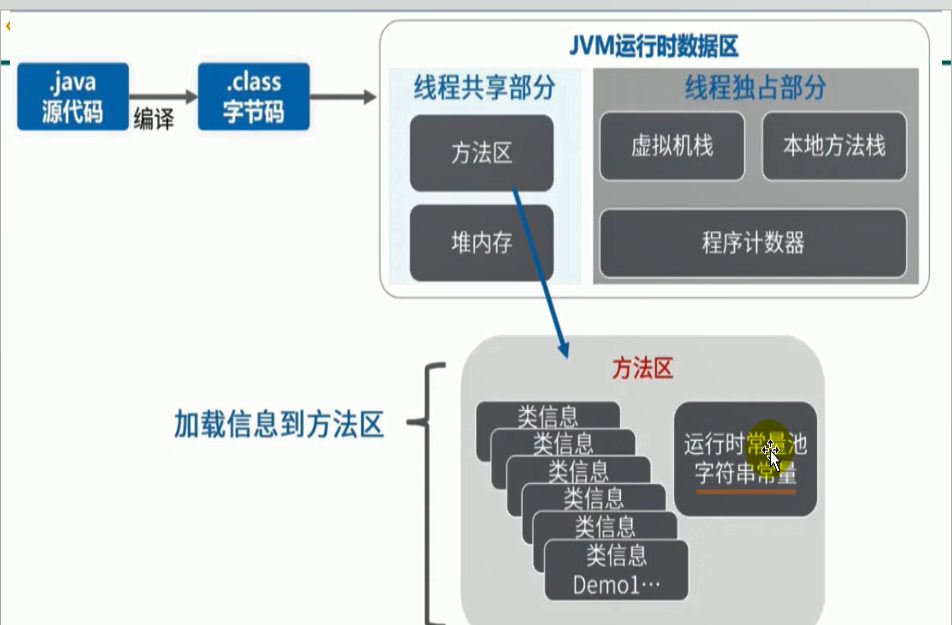 JVM运行时数据区
.java
源代码
编译
.class
字节码
线程共享部分
线程独占部分
方法区
虚拟机栈
本地方法栈
堆内存
程序计数器
方法区
加载信息到方法区
类信息
类信息
类信息
类信息
类信息
类信息
Demo1…
运行时常量池
字符串常量